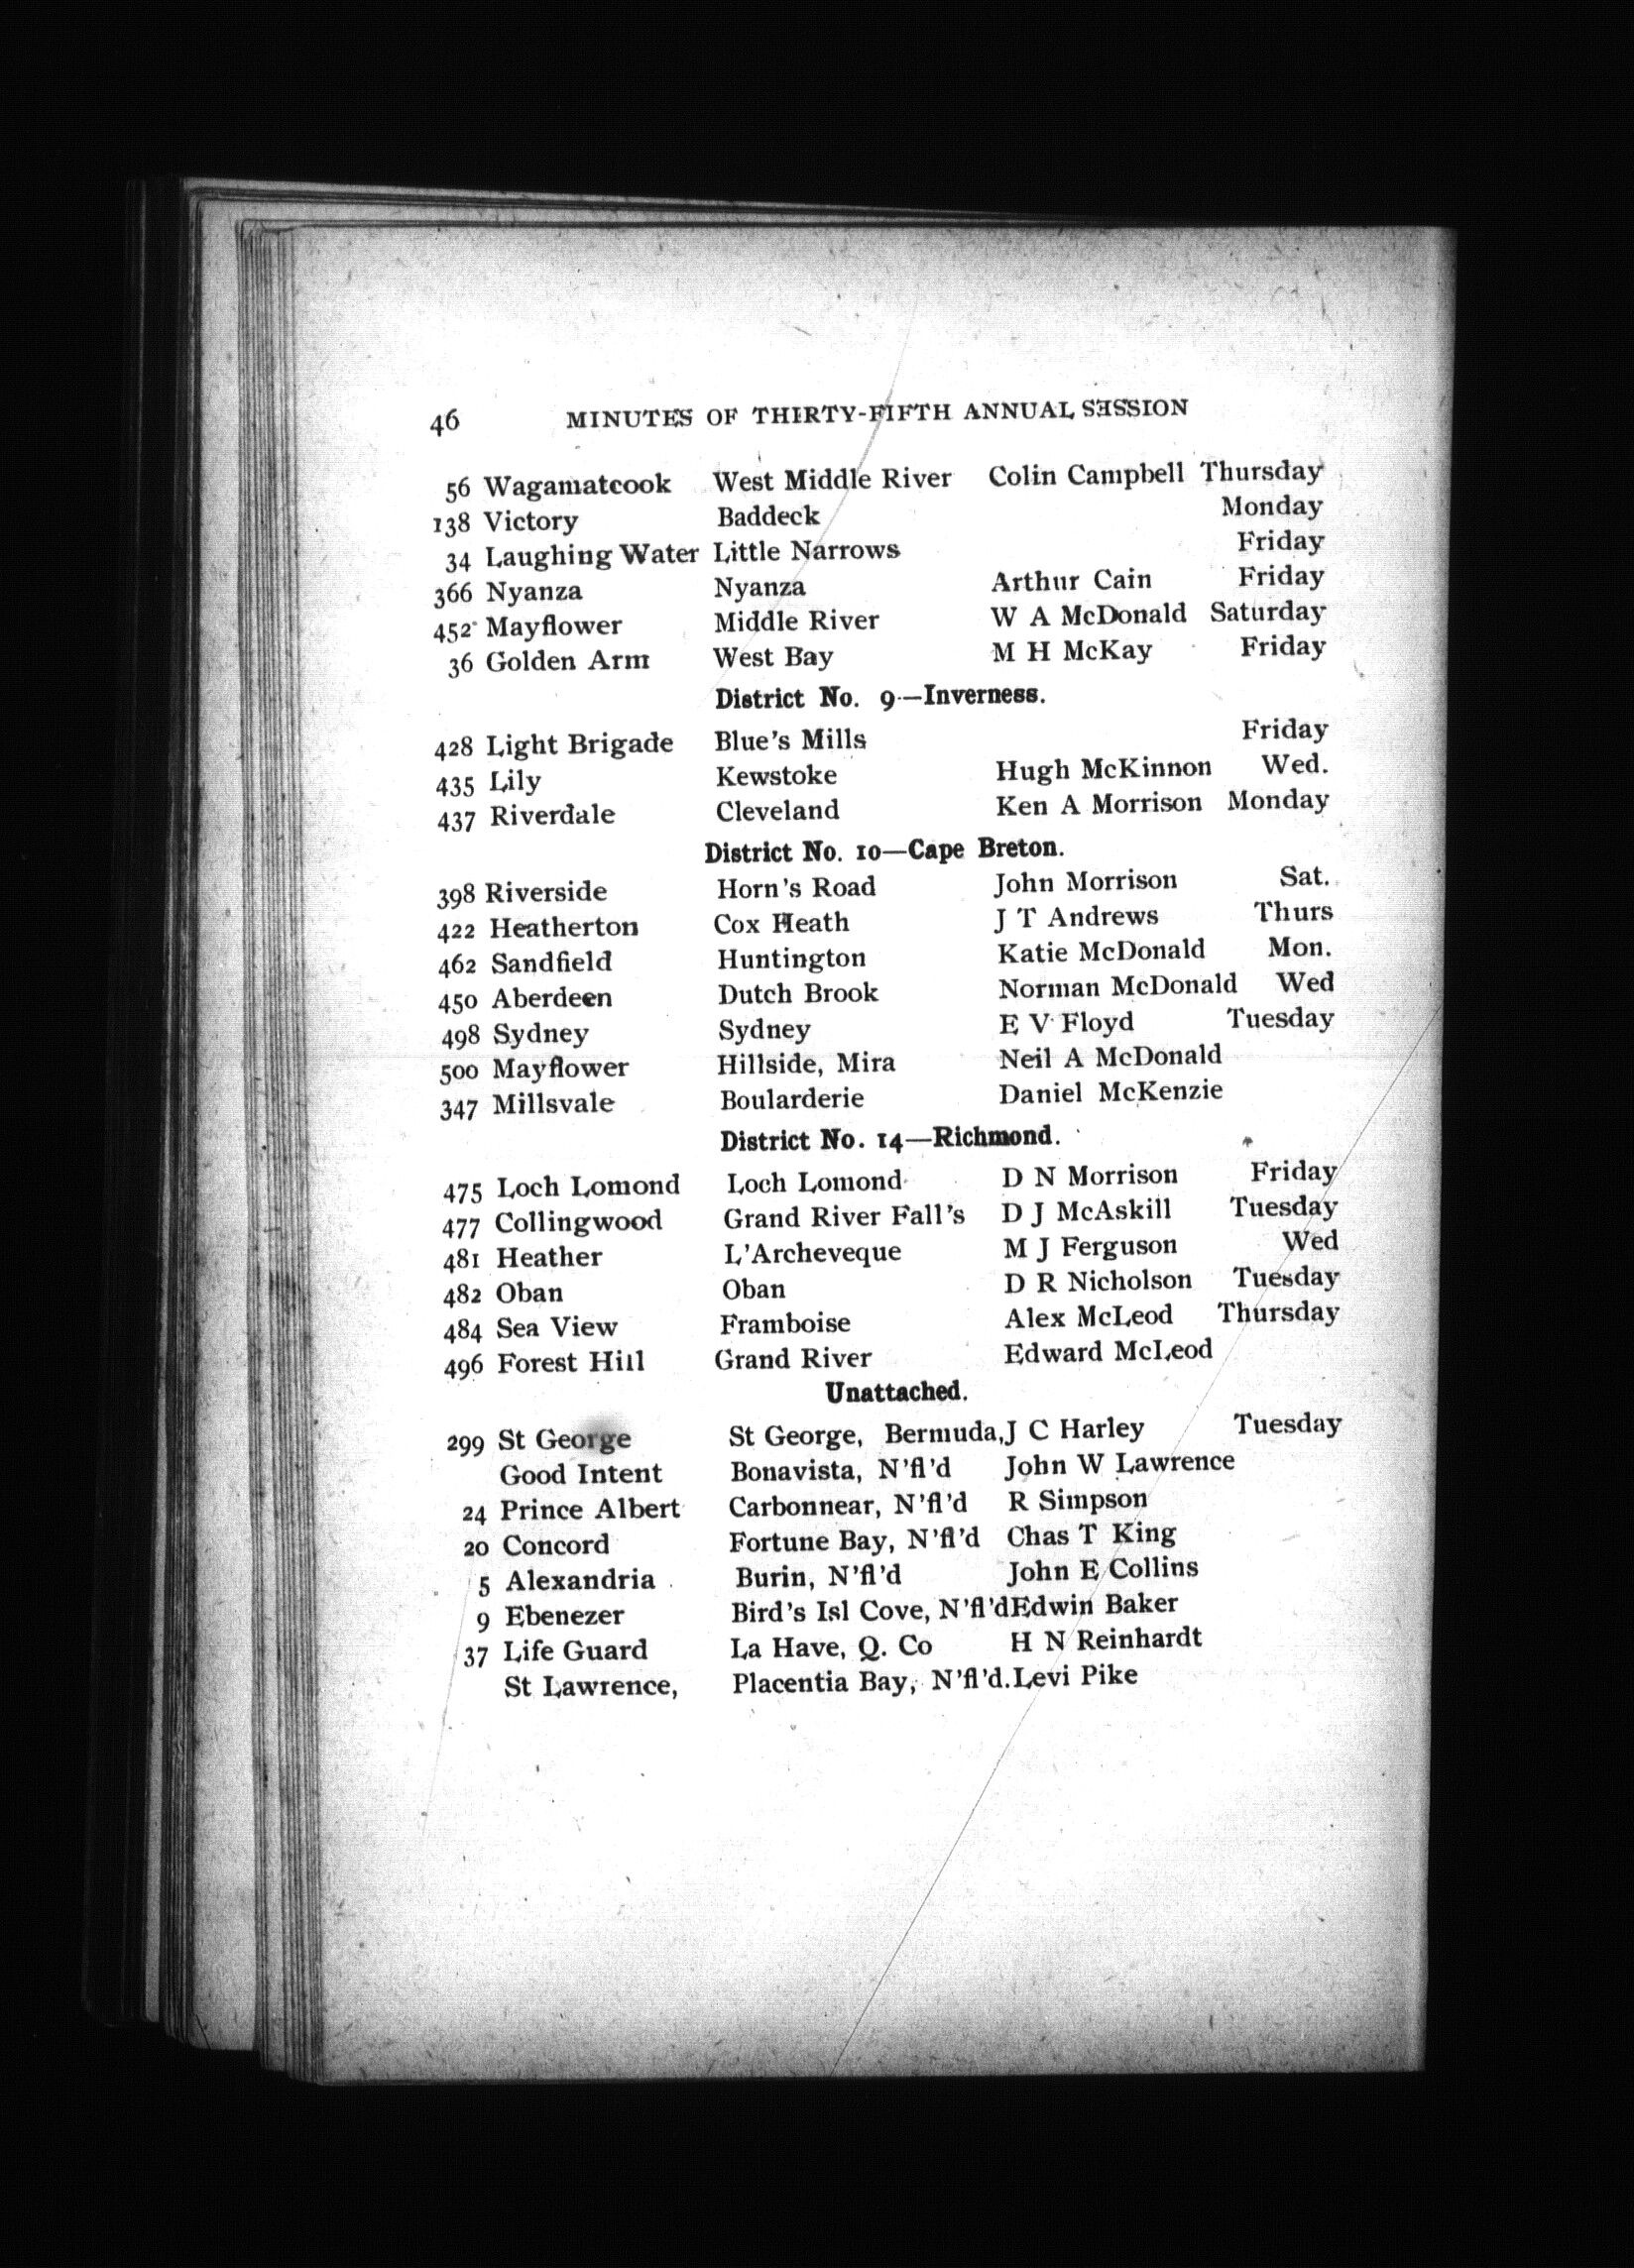 46 MINUTES OF THIRTY-FIFTH ANNUAL SESSION
56 Wagamatcook West Middle River Colin Campbell Thursday
138 Victory Baddeck Monday
34 Laughing Water Little Narrows Friday
366 Nyanza Nyanza Arthur Cain Friday
452 Mayflower Middle River W A McDonald Saturday
36 Golden Arm West Bay M H McKay Friday
District No. 9—Inverness.
428 Light Brigade Blue's Mills Friday
435 Lily Kewstoke Hugh McKinnon Wed.
437 Riverdale Cleveland Ken A Morrison Monday
District No. 10—Cape Breton.
398 Riverside Horn's Road John Morrison Sat.
422 Heatherton Cox Heath J T Andrews Thurs
462 Sandfield Huntington Katie McDonald Mon.
450 Aberdeen Dutch Brook Norman McDonald Wed
498 Sydney Sydney E V Floyd Tuesday
500 Mayflower Hillside, Mira Neil A McDonald
347 Millsvale Boularderie Daniel McKenzie
District No. 14—Richmond.
475 Loch Lomond Loch Lomond D N Morrison Friday
477 Collingwood Grand River Fall's D J McAskill Tuesday
481 Heather L'Archeveque M J Ferguson Wed
482 Oban Oban D R Nicholson Tuesday
484 Sea View Framboise Alex McLeod Thursday
496 Forest Hill Grand River Edward McLeod
Unattached.
299 St George St George, Bermuda, J C Harley Tuesday
Good Intent Bonavista, N'fl'd John W Lawrence
24 Prince Albert Carbonnear, N'fl'd R Simpson
20 Concord Fortune Bay, N'fl'd Chas T King
5 Alexandria Burin, N'fl'd John E Collins
9 Ebenezer Bird's Isl Cove, N'fl'd Edwin Baker
37 Life Guard La Have, Q. Co H N Reinhardt
St Lawrence, Placentia Bay, N'fl'd. Levi Pike